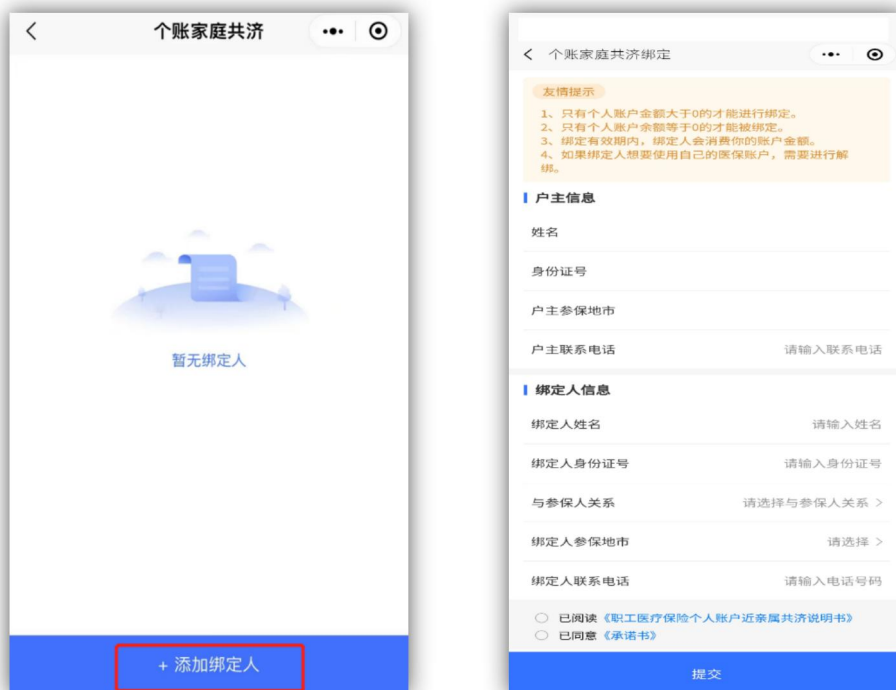 个账家庭共济
暂无绑定人
+ 添加绑定人
个账家庭共济绑定
友情提示
1、只有个人账户金额大于0的才能进行绑定。
2、只有个人账户余额等于0的才能被绑定。
3、绑定有效期内，绑定人会消费你的账户金额。
4、如果绑定人想要使用自己的医保账户，需要进行解
绑。
户主信息
姓名
身份证号
户主参保地市
户主联系电话 请输入联系电话
绑定人信息
绑定人姓名 请输入姓名
绑定人身份证号 请输入身份证号
与参保人关系 请选择与参保人关系 >
绑定人参保地市 请选择 >
绑定人联系电话 请输入电话号码
已阅读《职工医疗保险个人账户近亲属共济说明书》
已同意《承诺书》
提交